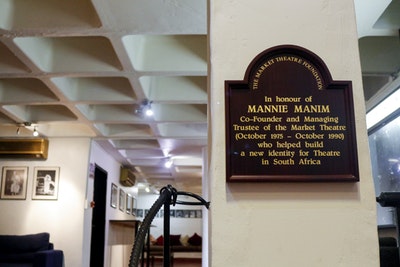 THE MARKET THEATRE FOUNDATION
In honour of
MANNIE MANIM
Co-Founder and Managing
Trustee of the Market Theatre
(October 1975 - October 1990)
who helped build
a new identity for Theatre
in South Africa